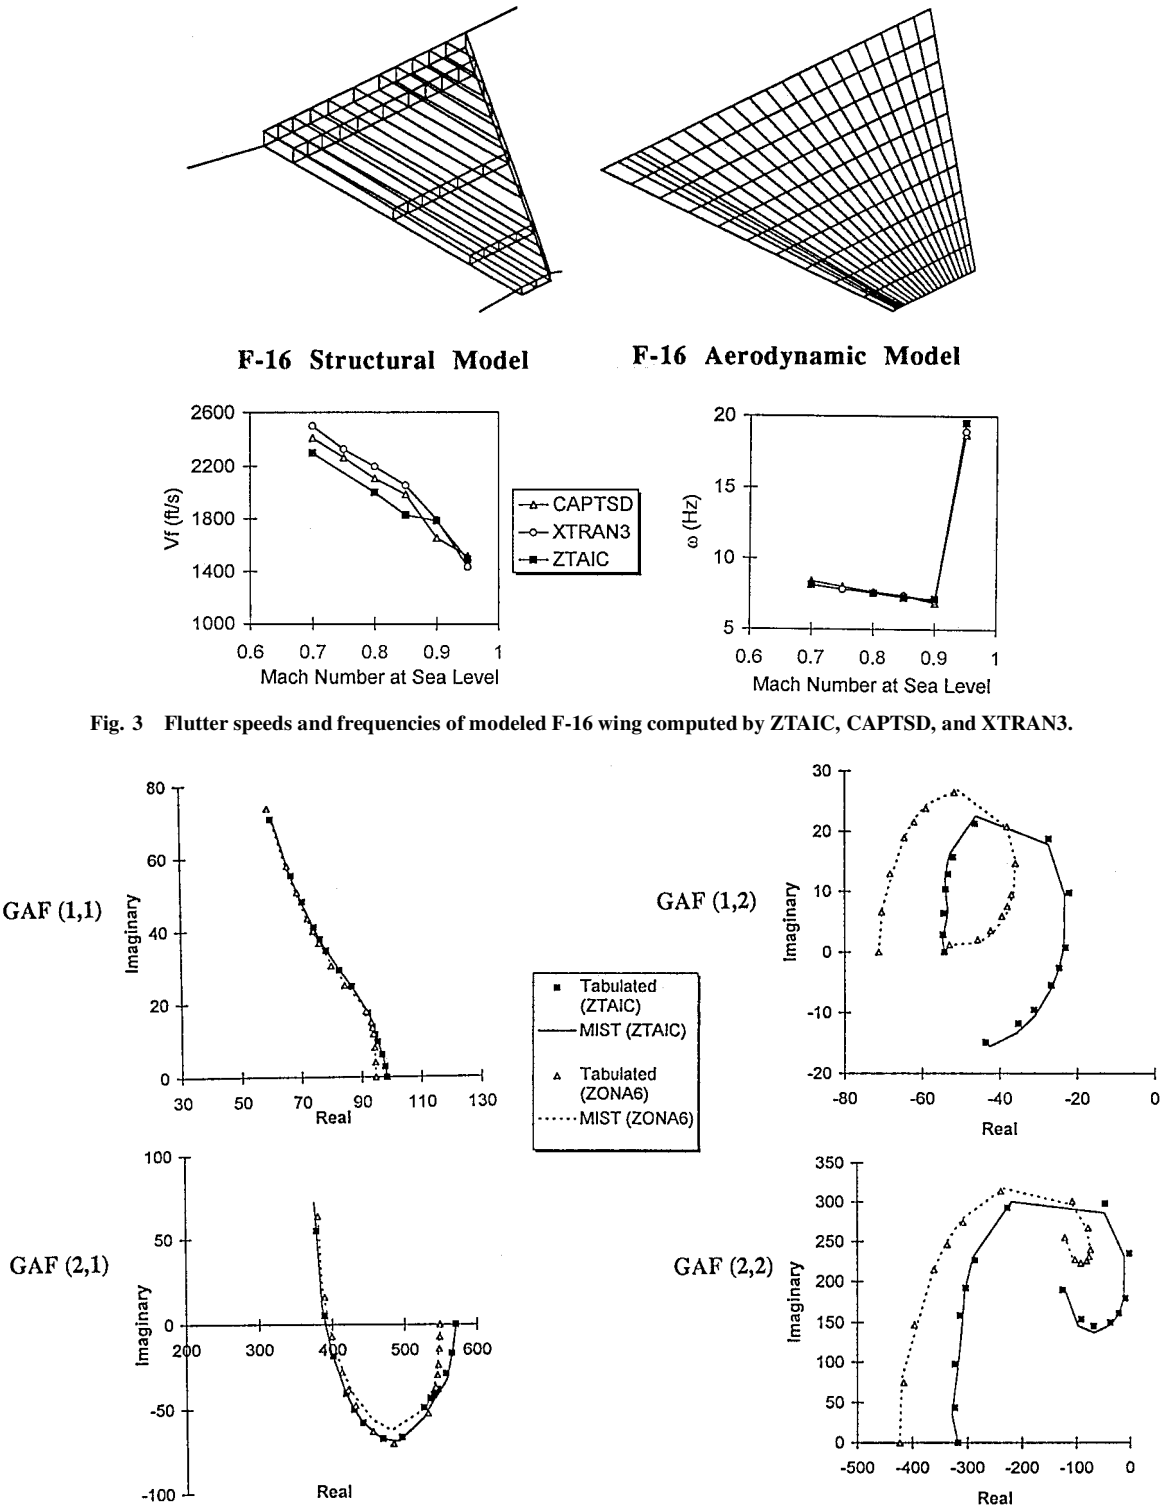 F-16 Structural Model
F-16 Aerodynamic Model
2600
2200
1800
1400
1000
Vf (ft/s)
0.6 0.7 0.8 0.9 1
Mach Number at Sea Level
CAPTSD
XTRAN3
ZTAIC
20
15
10
5
ω (Hz)
0.6 0.7 0.8 0.9 1
Mach Number at Sea Level
Fig. 3 Flutter speeds and frequencies of modeled F-16 wing computed by ZTAIC, CAPTSD, and XTRAN3.
GAF (1,1)
80
60
40
20
0
Imaginary
30 50 70 90 110 130
Real
GAF (1,2)
30
20
10
0
-10
-20
Imaginary
-80 -60 -40 -20 0
Real
Tabulated
(ZTAIC)
MIST (ZTAIC)
Tabulated
(ZONA6)
MIST (ZONA6)
GAF (2,1)
100
50
0
-50
-100
Imaginary
200 300 400 500 600
Real
GAF (2,2)
350
300
250
200
150
100
50
0
Imaginary
-500 -400 -300 -200 -100 0
Real